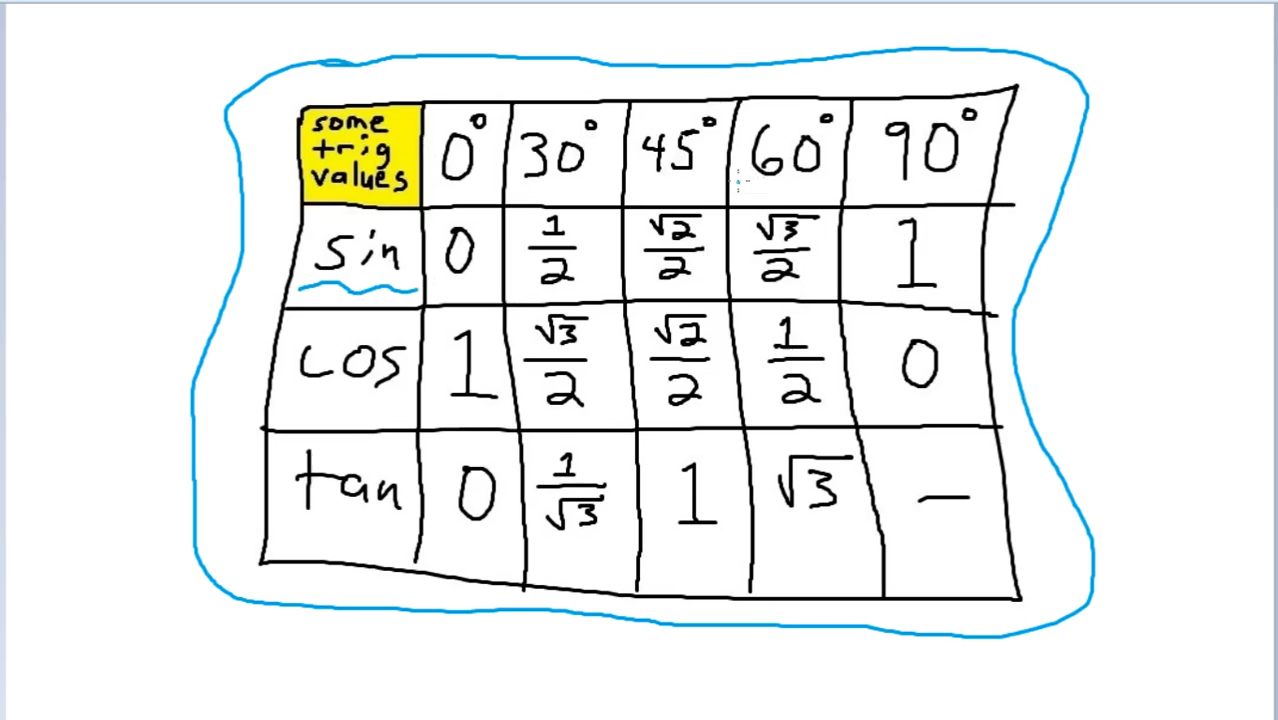 some
trig
values
0° 30° 45° 60° 90°
sin 0 1/2 √2/2 √3/2 1
cos 1 √3/2 √2/2 1/2 0
tan 0 1/√3 1 √3 —